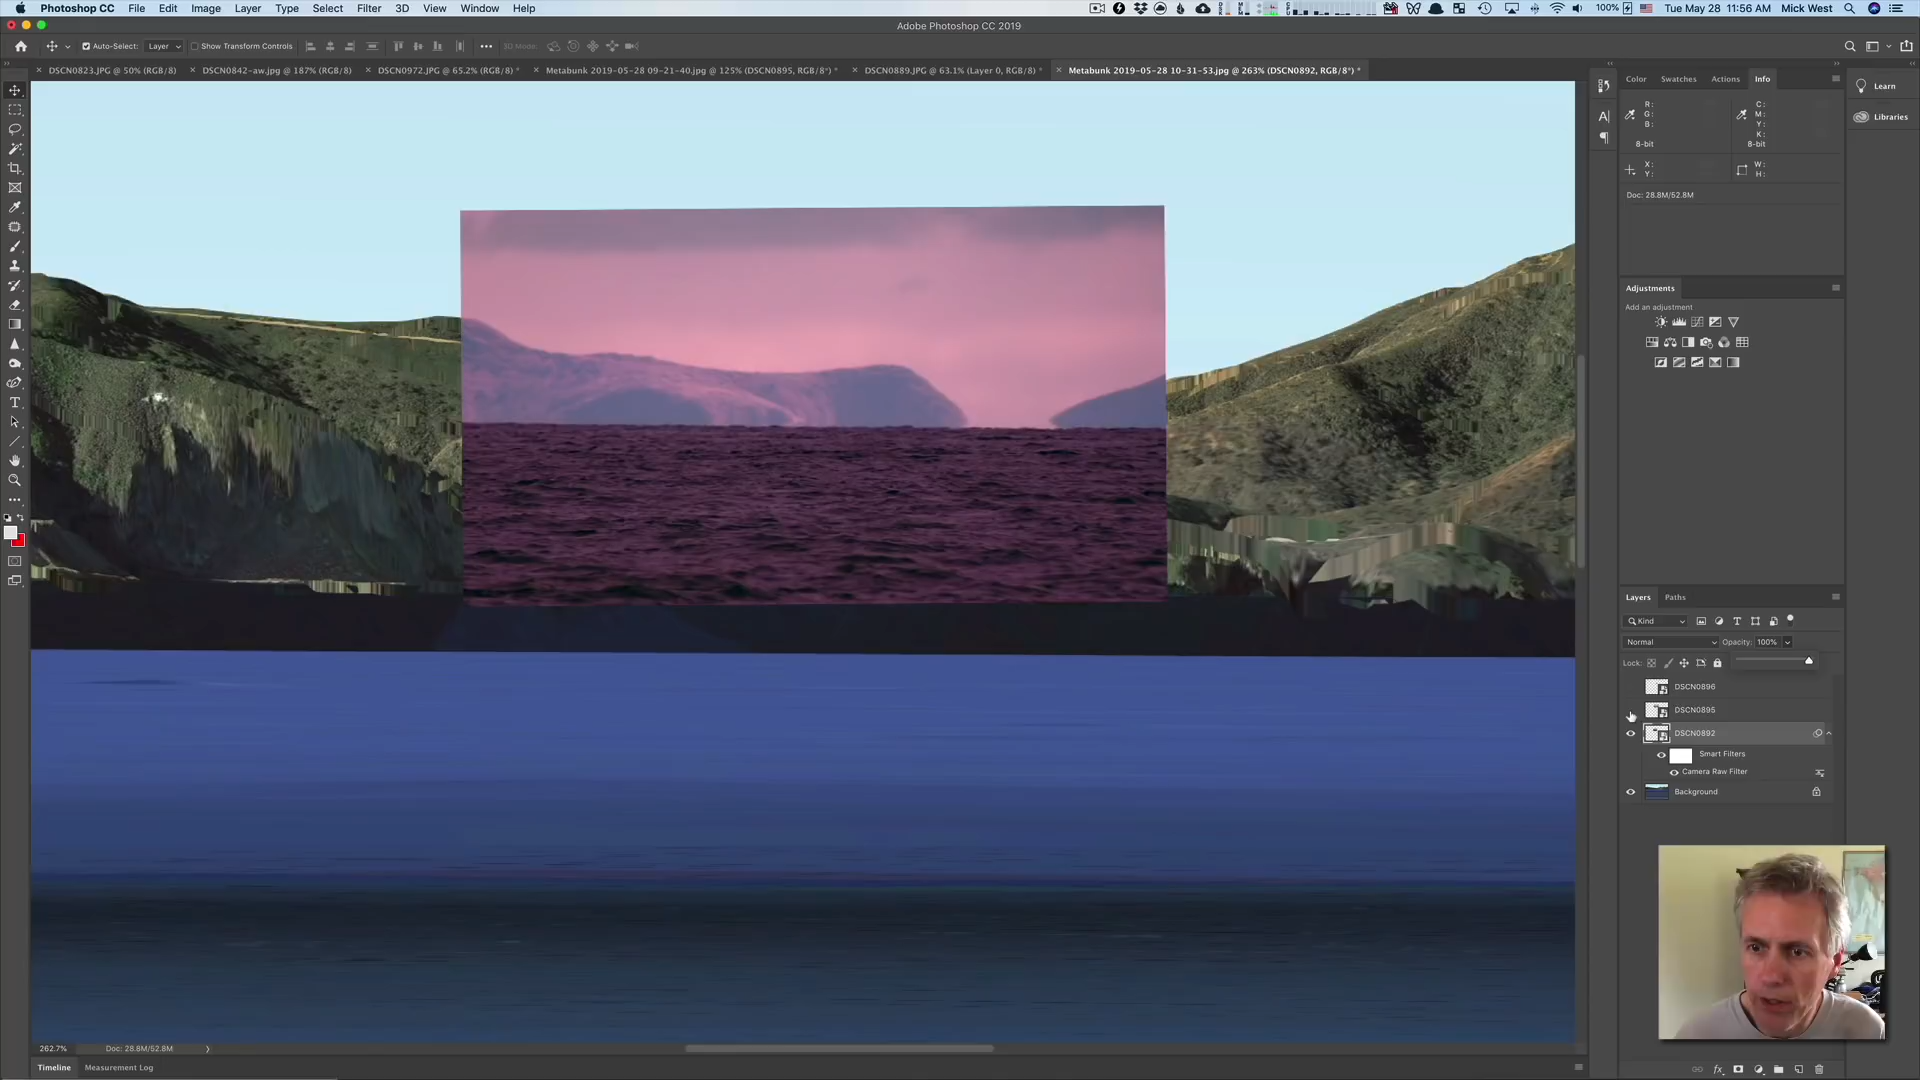 Photoshop CC File Edit Image Layer Type Select Filter 3D View Window Help 100% Tue May 28 11:56 AM Mick West
Adobe Photoshop CC 2019
Auto-Select: Layer Show Transform Controls 3D Mode:
DSCN0823.JPG @ 50% (RGB/8) DSCN0842-aw.jpg @ 187% (RGB/8) DSCN0972.JPG @ 65.2% (RGB/8) * Metabunk 2019-05-28 09-21-40.jpg @ 125% (DSCN0895, RGB/8*) * DSCN0889.JPG @ 63.1% (Layer 0, RGB/8) * Metabunk 2019-05-28 10-31-53.jpg @ 263% (DSCN0892, RGB/8*) *
Color Swatches Actions Info
Learn
Libraries
R: C:
G: M:
B: Y:
K:
8-bit 8-bit
X: W:
Y: H:
Doc: 28.8M/52.8M
Adjustments
Add an adjustment
Layers Paths
Kind
Normal Opacity: 100%
Lock:
DSCN0896
DSCN0895
DSCN0892
Smart Filters
Camera Raw Filter
Background
262.7% Doc: 28.8M/52.8M
Timeline Measurement Log